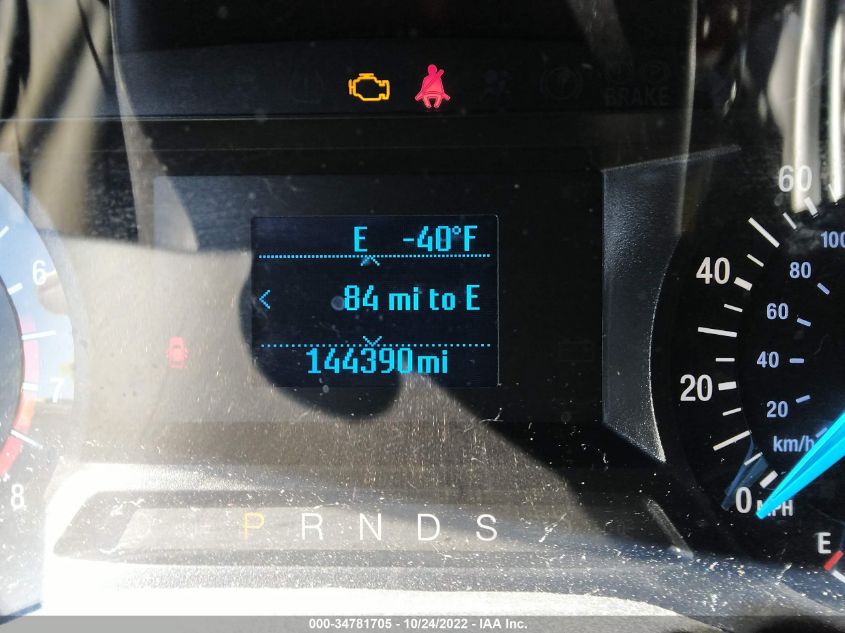 BRAKE
E -40°F
< 84 mi to E
144390mi
6
7
8
P R N D S
60
40
20
0 MPH
100
80
60
40
20
km/h
E
000-34781705 • 10/24/2022 - IAA Inc.